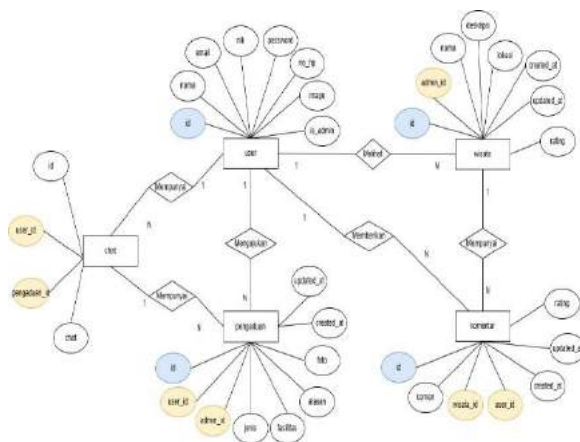 nik
password
email
no_hp
nama
image
id
is_admin
user
deskripsi
nama
lokasi
created_at
admin_id
updated_at
id
rating
wisata
1
Melihat
N
id
Mempunyai
1
N
user_id
chat
pengaduan_id
chat
1
Mempunyai
N
1
Mengajukan
N
1
Memberikan
N
1
Mempunyai
N
pengaduan
updated_at
created_at
foto
alasan
fasilitas
jenis
admin_id
user_id
id
komentar
rating
updated_at
created_at
user_id
wisata_id
id